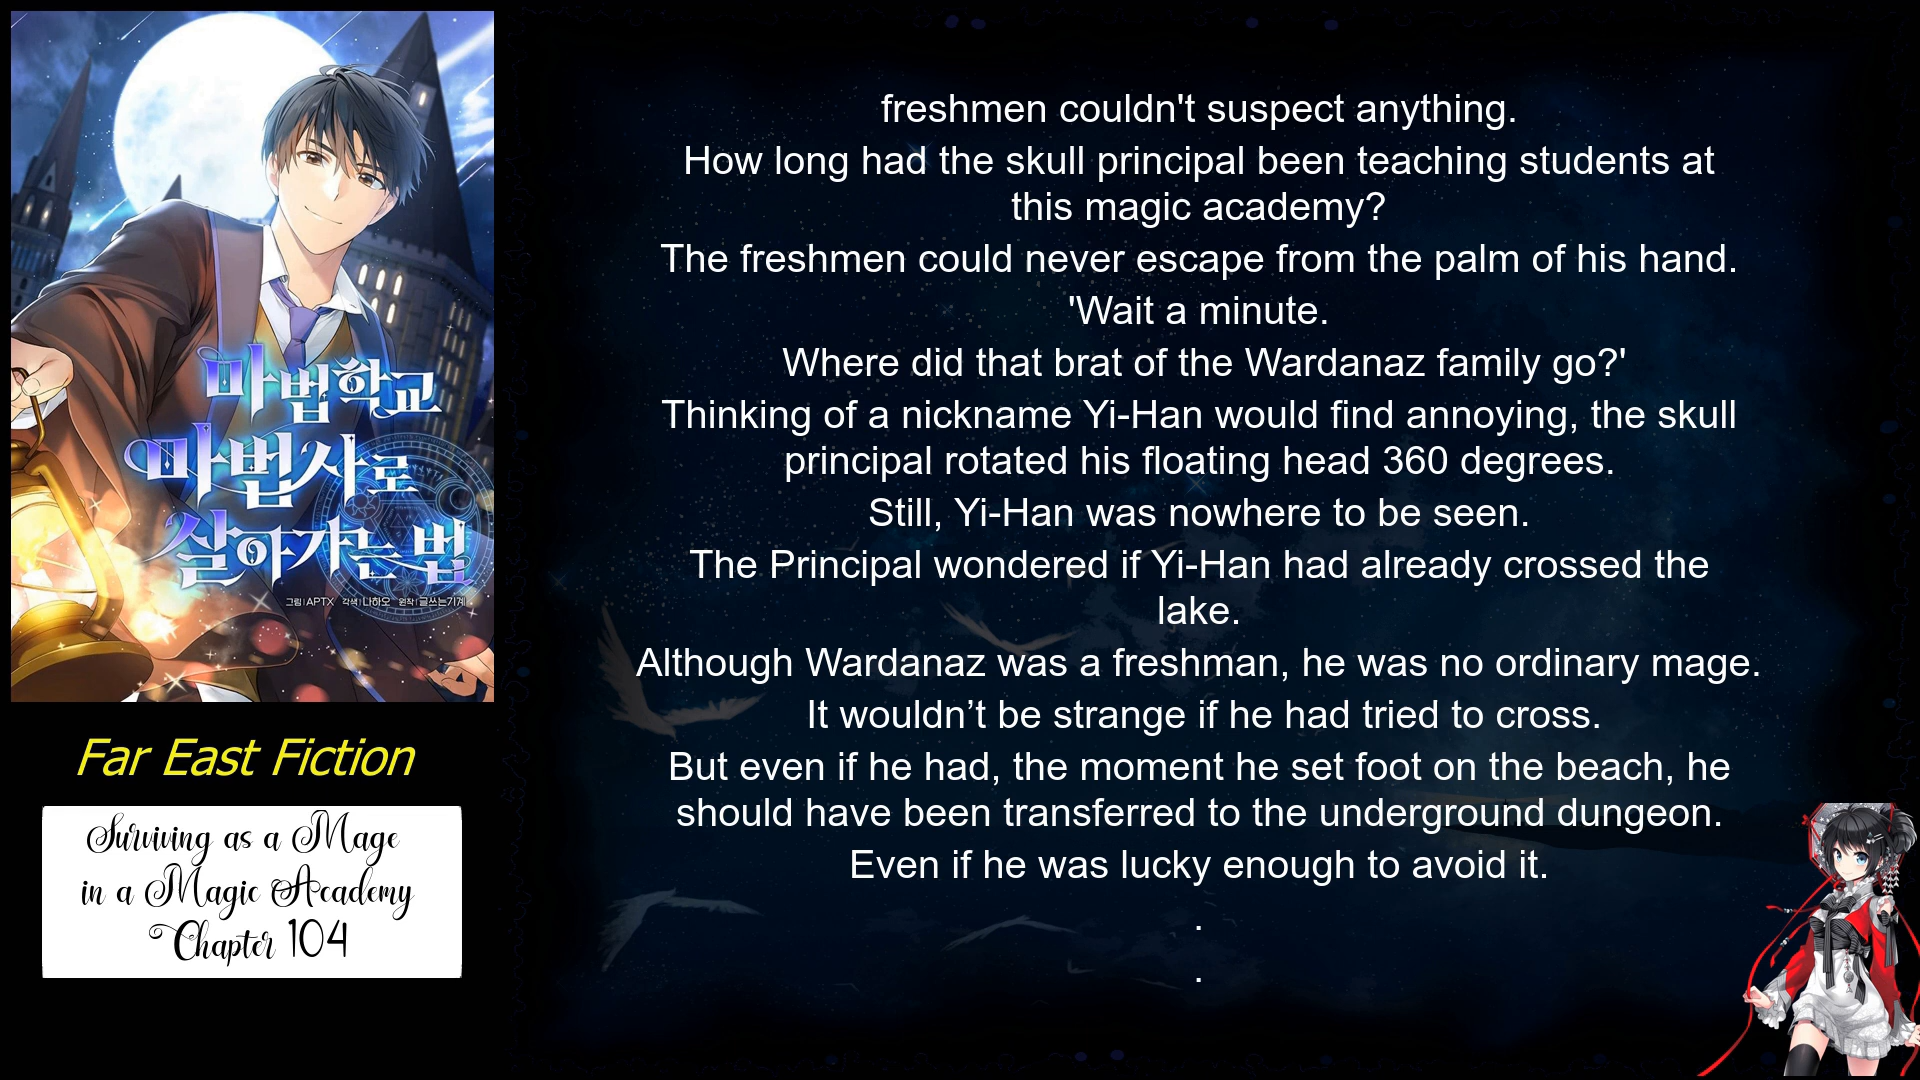 마법학교
마법사로
살아가는 법
그림 | APTX 각색 | 나하오 원작 | 글쓰는기계
Far East Fiction
Surviving as a Mage
in a Magic Academy
Chapter 104
freshmen couldn't suspect anything.
How long had the skull principal been teaching students at
this magic academy?
The freshmen could never escape from the palm of his hand.
'Wait a minute.
Where did that brat of the Wardanaz family go?'
Thinking of a nickname Yi-Han would find annoying, the skull
principal rotated his floating head 360 degrees.
Still, Yi-Han was nowhere to be seen.
The Principal wondered if Yi-Han had already crossed the
lake.
Although Wardanaz was a freshman, he was no ordinary mage.
It wouldn’t be strange if he had tried to cross.
But even if he had, the moment he set foot on the beach, he
should have been transferred to the underground dungeon.
Even if he was lucky enough to avoid it.
.
.